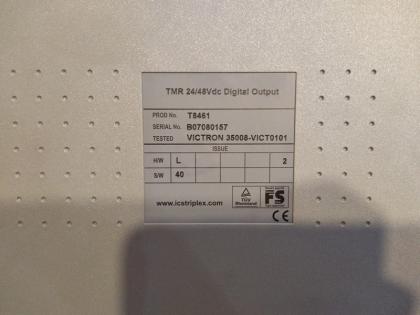 TMR 24/48Vdc Digital Output
PROD No. T8461
SERIAL No. B07080157
TESTED VICTRON 35008-VICT0101
ISSUE
H/W L 2
S/W 40
www.icstriplex.com
TÜV
Rheinland
FS
CE